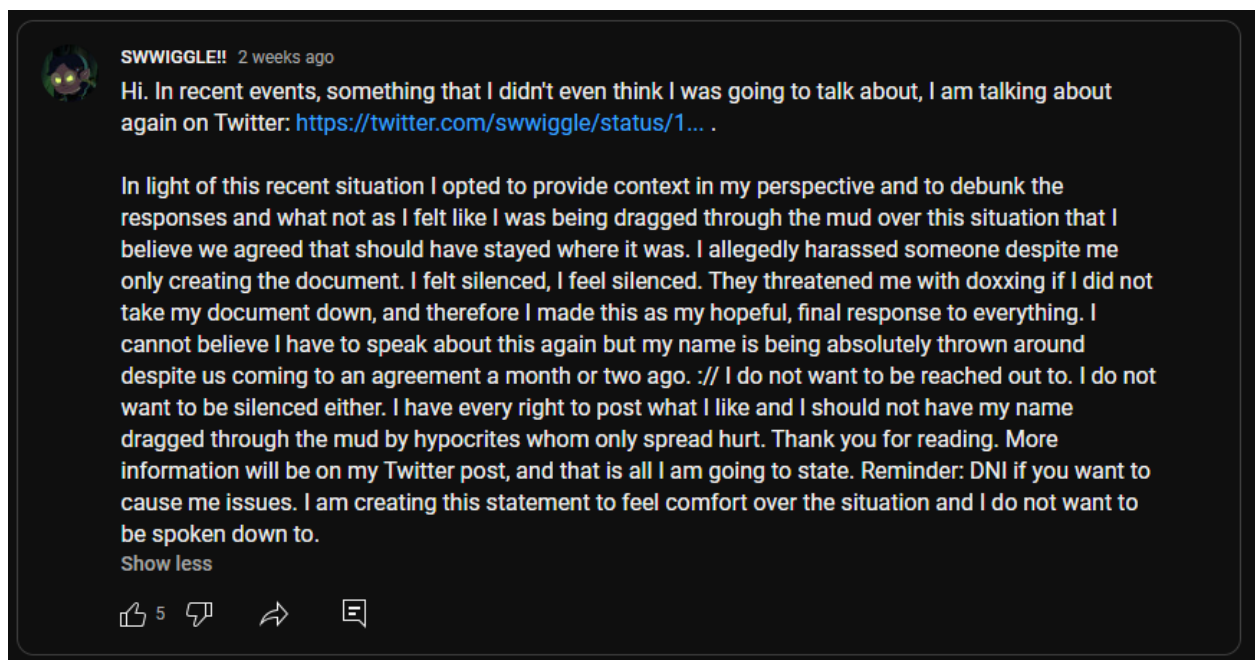 SWWIGGLE!! 2 weeks ago
Hi. In recent events, something that I didn't even think I was going to talk about, I am talking about
again on Twitter: https://twitter.com/swwiggle/status/1... .
In light of this recent situation I opted to provide context in my perspective and to debunk the
responses and what not as I felt like I was being dragged through the mud over this situation that I
believe we agreed that should have stayed where it was. I allegedly harassed someone despite me
only creating the document. I felt silenced, I feel silenced. They threatened me with doxxing if I did not
take my document down, and therefore I made this as my hopeful, final response to everything. I
cannot believe I have to speak about this again but my name is being absolutely thrown around
despite us coming to an agreement a month or two ago. :// I do not want to be reached out to. I do not
want to be silenced either. I have every right to post what I like and I should not have my name
dragged through the mud by hypocrites whom only spread hurt. Thank you for reading. More
information will be on my Twitter post, and that is all I am going to state. Reminder: DNI if you want to
cause me issues. I am creating this statement to feel comfort over the situation and I do not want to
be spoken down to.
Show less
5